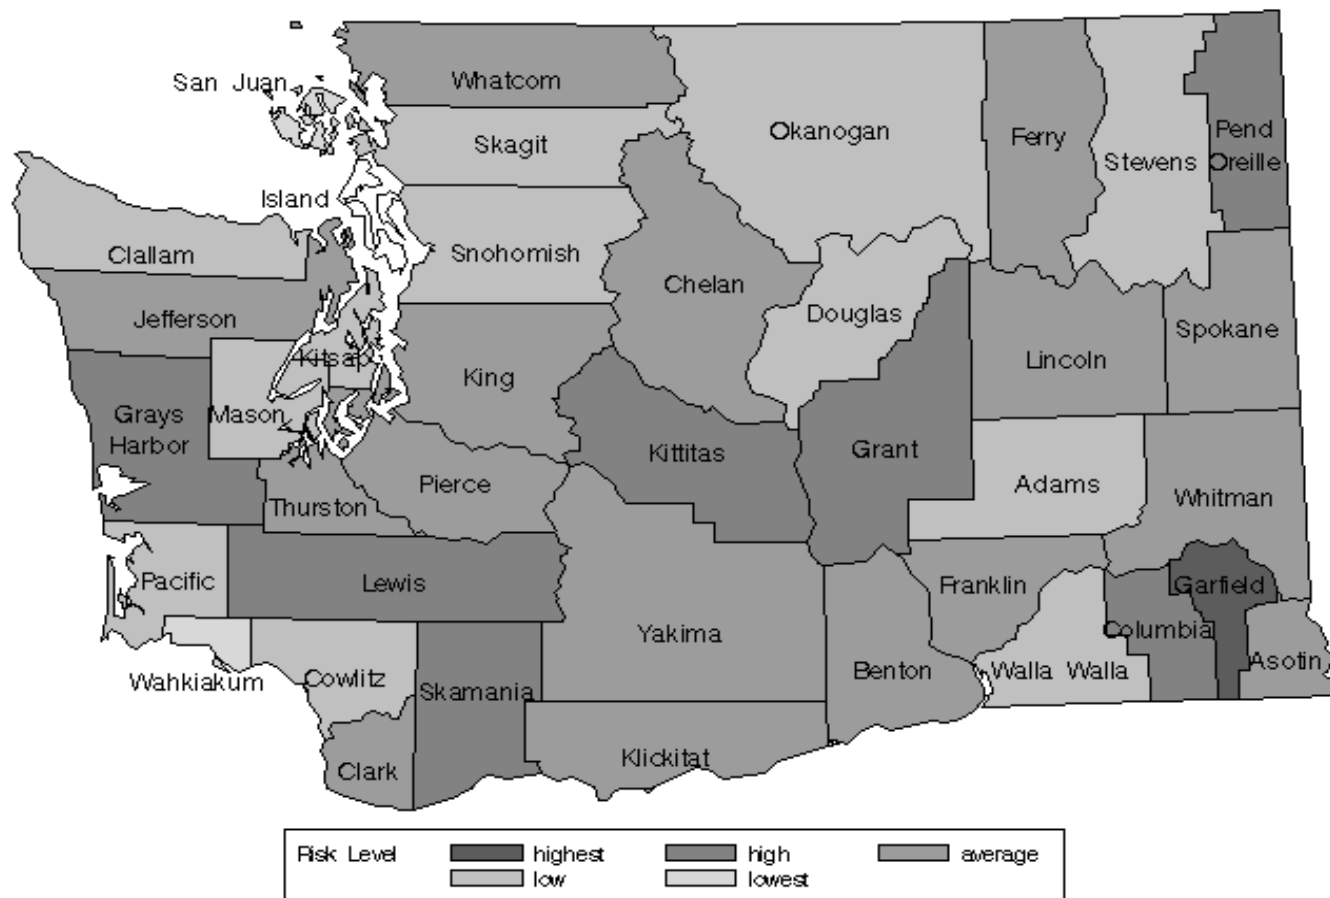 Whatcom
San Juan
Okanogan
Ferry
Pend
Oreille
Skagit
Stevens
Island
Clallam
Snohomish
Chelan
Jefferson
Douglas
Spokane
Kitsap
King
Lincoln
Grays
Harbor
Mason
Kittitas
Grant
Pierce
Adams
Whitman
Thurston
Pacific
Lewis
Franklin
Garfield
Yakima
Columbia
Wahkiakum
Cowlitz
Skamania
Benton
Walla Walla
Asotin
Klickitat
Clark
Risk Level highest high average
low lowest